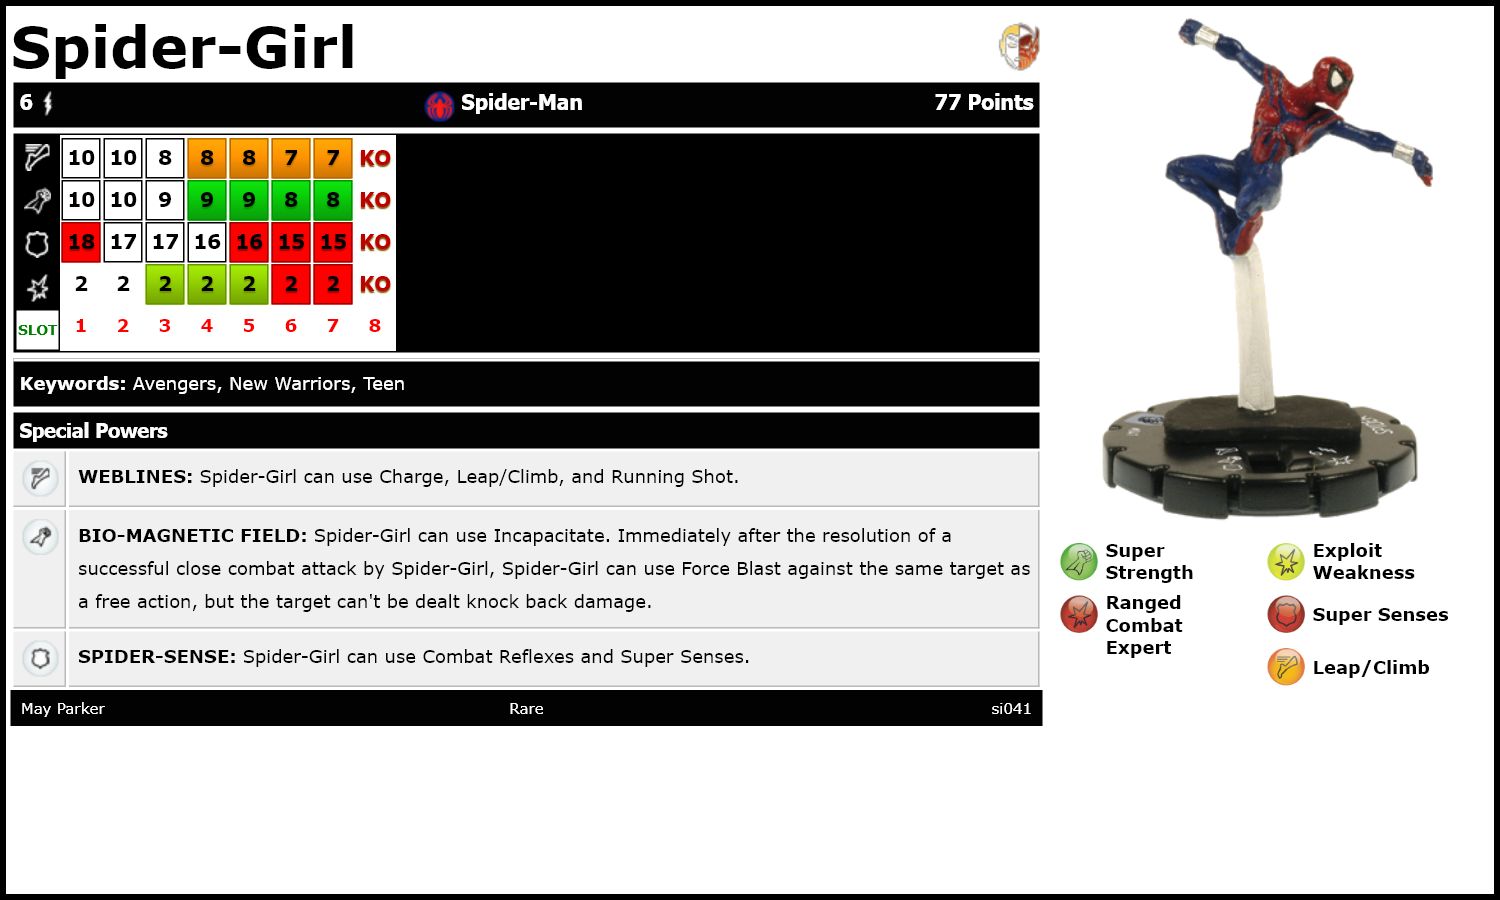 Spider-Girl
6 Spider-Man 77 Points
10 10 8 8 8 7 7 KO
10 10 9 9 9 8 8 KO
18 17 17 16 16 15 15 KO
2 2 2 2 2 2 2 KO
SLOT 1 2 3 4 5 6 7 8
Keywords: Avengers, New Warriors, Teen
Special Powers
WEBLINES: Spider-Girl can use Charge, Leap/Climb, and Running Shot.
BIO-MAGNETIC FIELD: Spider-Girl can use Incapacitate. Immediately after the resolution of a
successful close combat attack by Spider-Girl, Spider-Girl can use Force Blast against the same target as
a free action, but the target can't be dealt knock back damage.
SPIDER-SENSE: Spider-Girl can use Combat Reflexes and Super Senses.
May Parker Rare si041
Super
Strength
Ranged
Combat
Expert
Exploit
Weakness
Super Senses
Leap/Climb